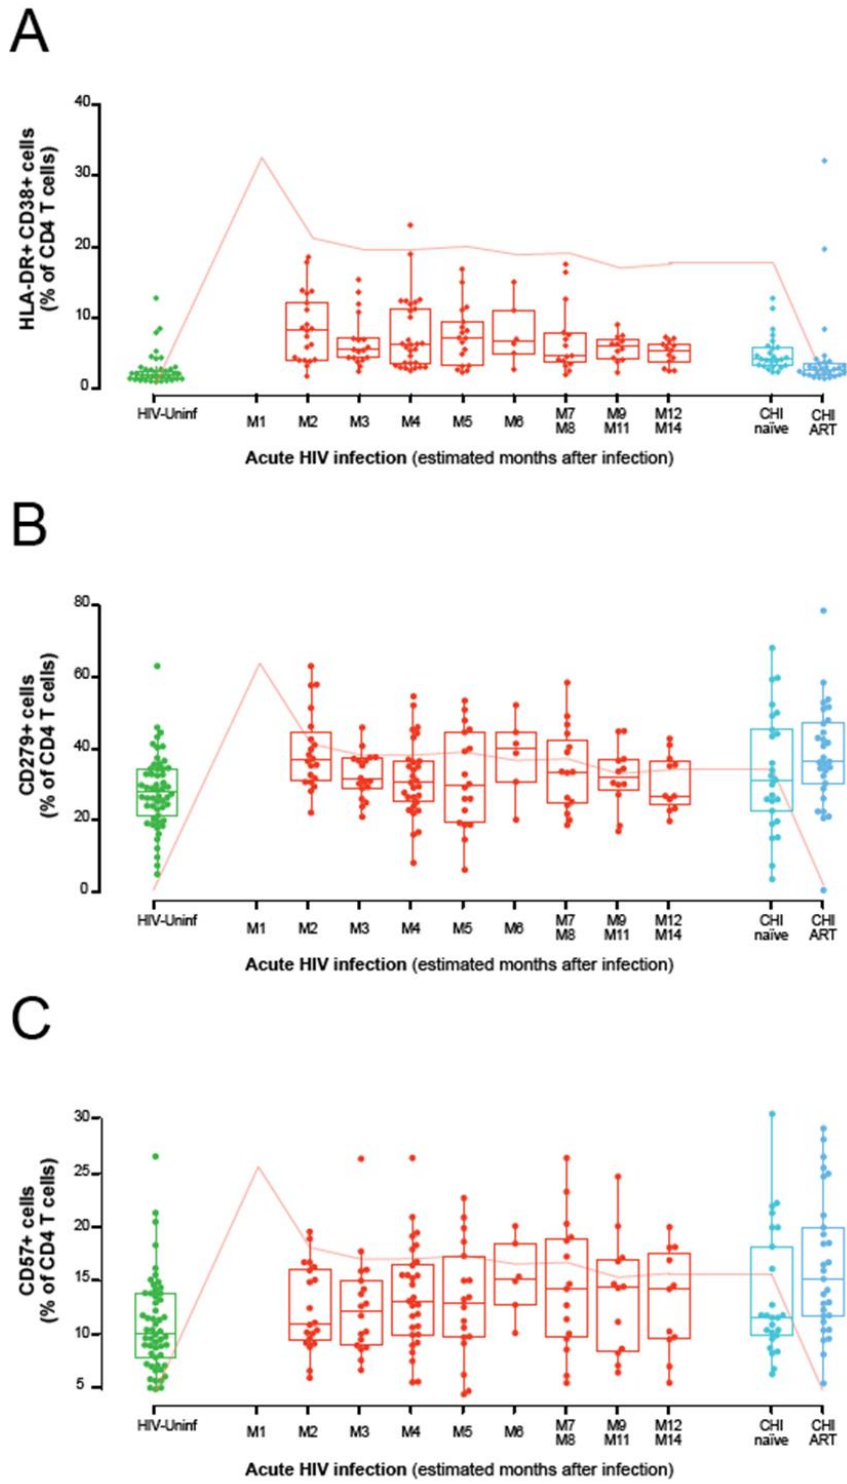 A
HLA-DR+ CD38+ cells
(% of CD4 T cells)
40
30
20
10
0
HIV-Uninf M1 M2 M3 M4 M5 M6 M7 M9 M12 CHI CHI
M8 M11 M14 naïve ART
Acute HIV infection (estimated months after infection)
B
CD279+ cells
(% of CD4 T cells)
80
60
40
20
0
HIV-Uninf M1 M2 M3 M4 M5 M6 M7 M9 M12 CHI CHI
M8 M11 M14 naïve ART
Acute HIV infection (estimated months after infection)
C
CD57+ cells
(% of CD4 T cells)
30
25
20
15
10
5
HIV-Uninf M1 M2 M3 M4 M5 M6 M7 M9 M12 CHI CHI
M8 M11 M14 naïve ART
Acute HIV infection (estimated months after infection)